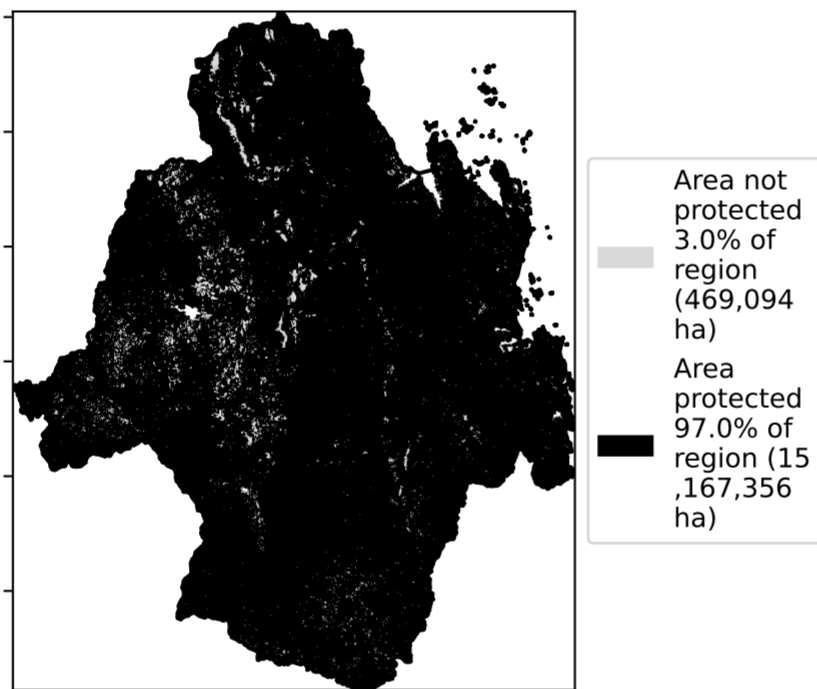 Area not
protected
3.0% of
region
(469,094
ha)
Area
protected
97.0% of
region (15
,167,356
ha)